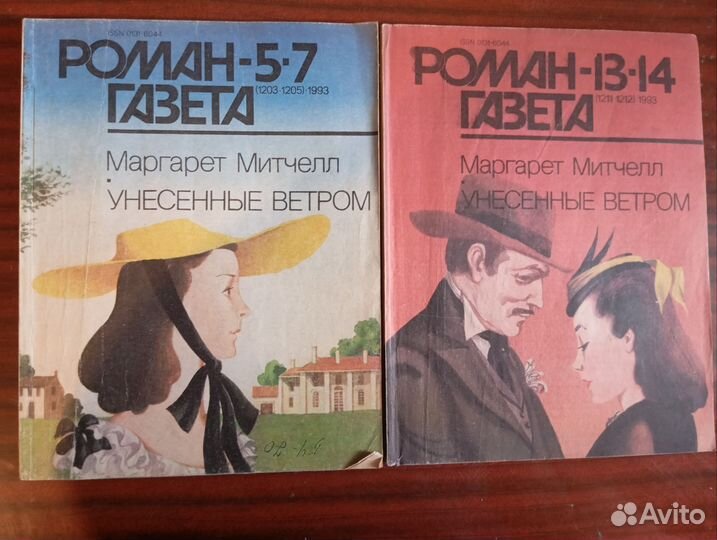 ISSN 0131-6044
РОМАН-5·7
ГАЗЕТА (1203·1205)·1993
Маргарет Митчелл
УНЕСЕННЫЕ ВЕТРОМ
ISSN 0131-6044
РОМАН-13·14
ГАЗЕТА (1211·1212) 1993
Маргарет Митчелл
УНЕСЕННЫЕ ВЕТРОМ
Avito